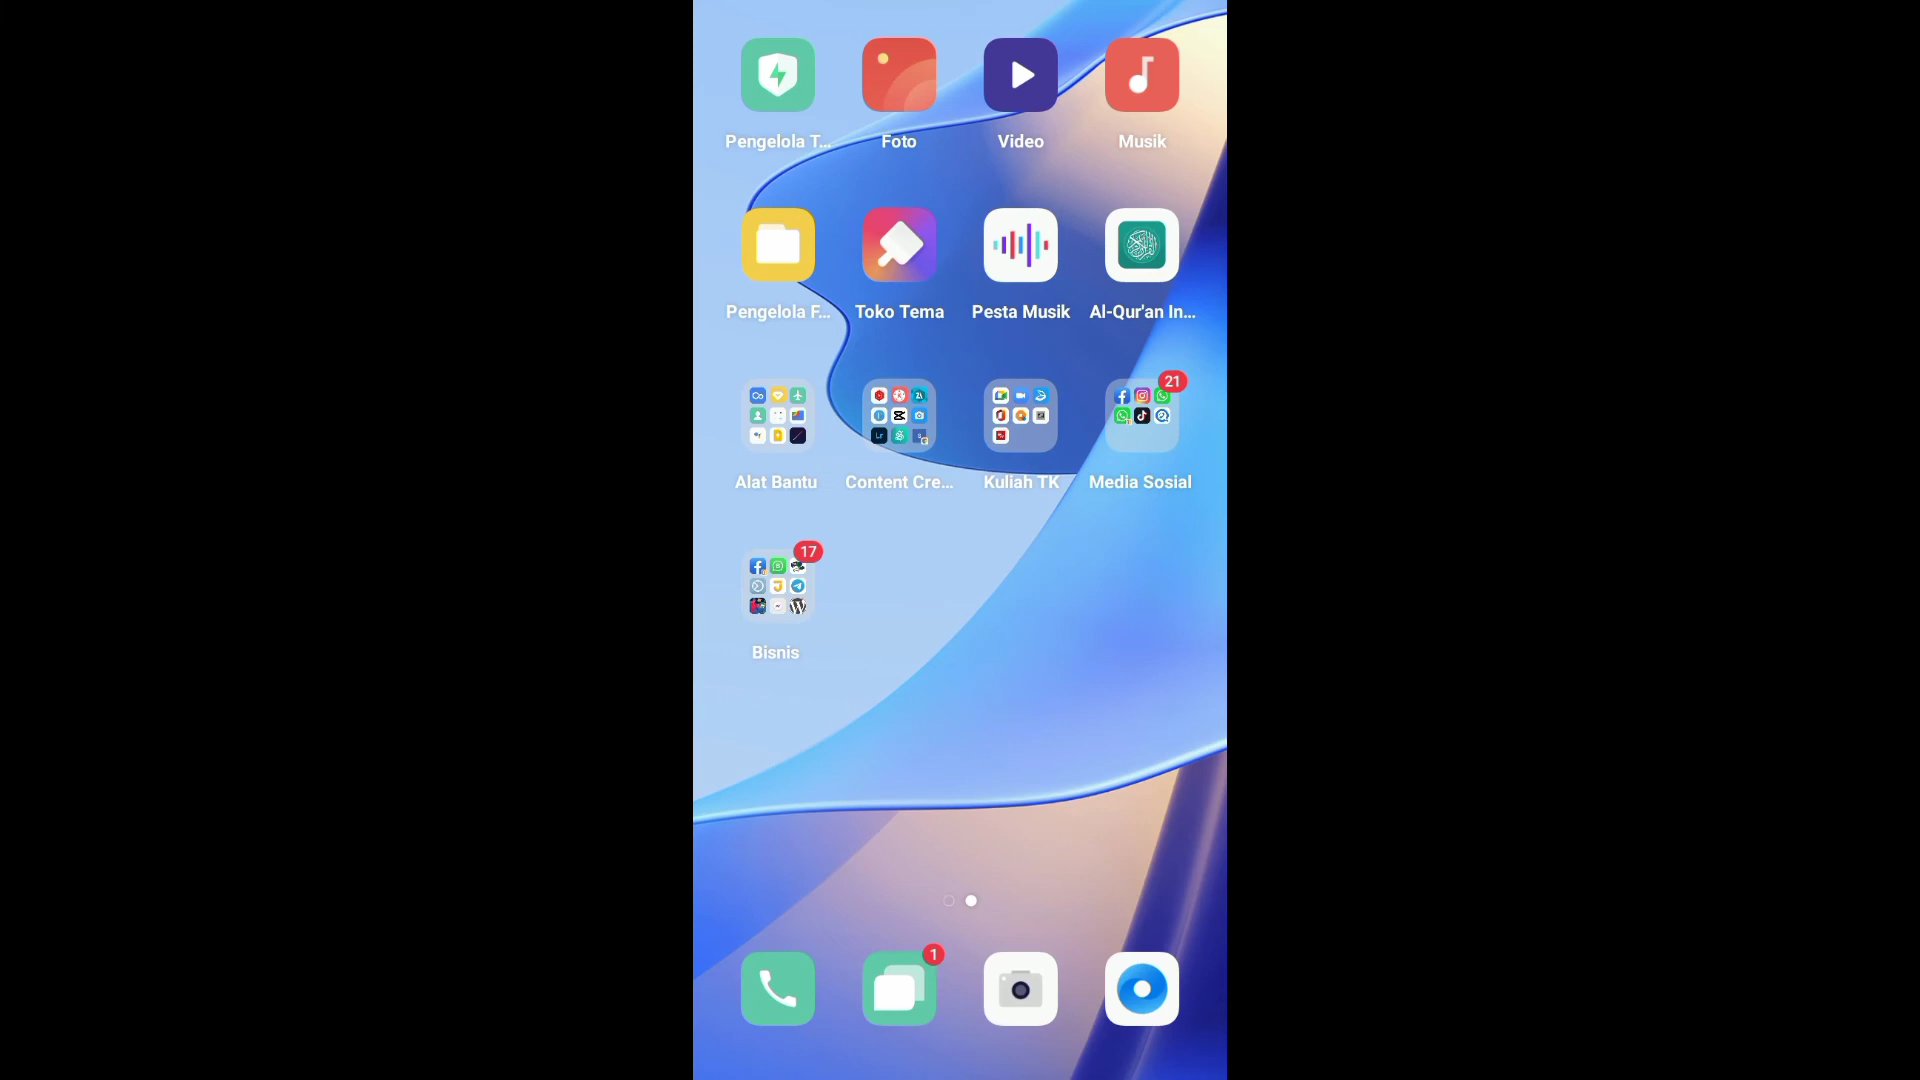 Pengelola T...
Foto
Video
Musik
Pengelola F...
Toko Tema
Pesta Musik
Al-Qur'an In...
21
Alat Bantu
Content Cre...
Kuliah TK
Media Sosial
17
Bisnis
1